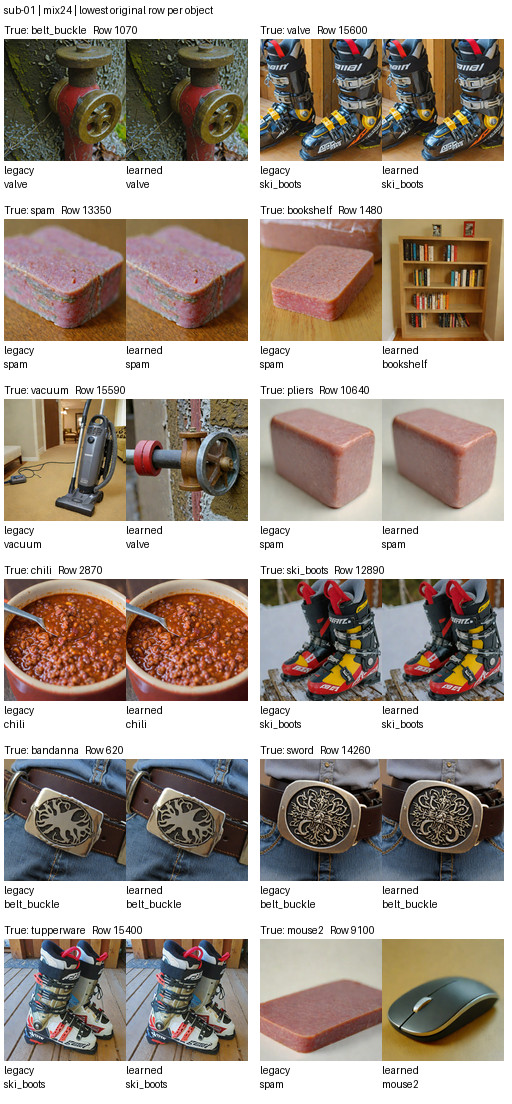 sub-01 | mix24 | lowest original row per object
True: belt_buckle Row 1070
legacy
valve
learned
valve
True: valve Row 15600
legacy
ski_boots
learned
ski_boots
True: spam Row 13350
legacy
spam
learned
spam
True: bookshelf Row 1480
legacy
spam
learned
bookshelf
True: vacuum Row 15590
legacy
vacuum
learned
valve
True: pliers Row 10640
legacy
spam
learned
spam
True: chili Row 2870
legacy
chili
learned
chili
True: ski_boots Row 12890
legacy
ski_boots
learned
ski_boots
True: bandanna Row 620
legacy
belt_buckle
learned
belt_buckle
True: sword Row 14260
legacy
belt_buckle
learned
belt_buckle
True: tupperware Row 15400
legacy
ski_boots
learned
ski_boots
True: mouse2 Row 9100
legacy
spam
learned
mouse2